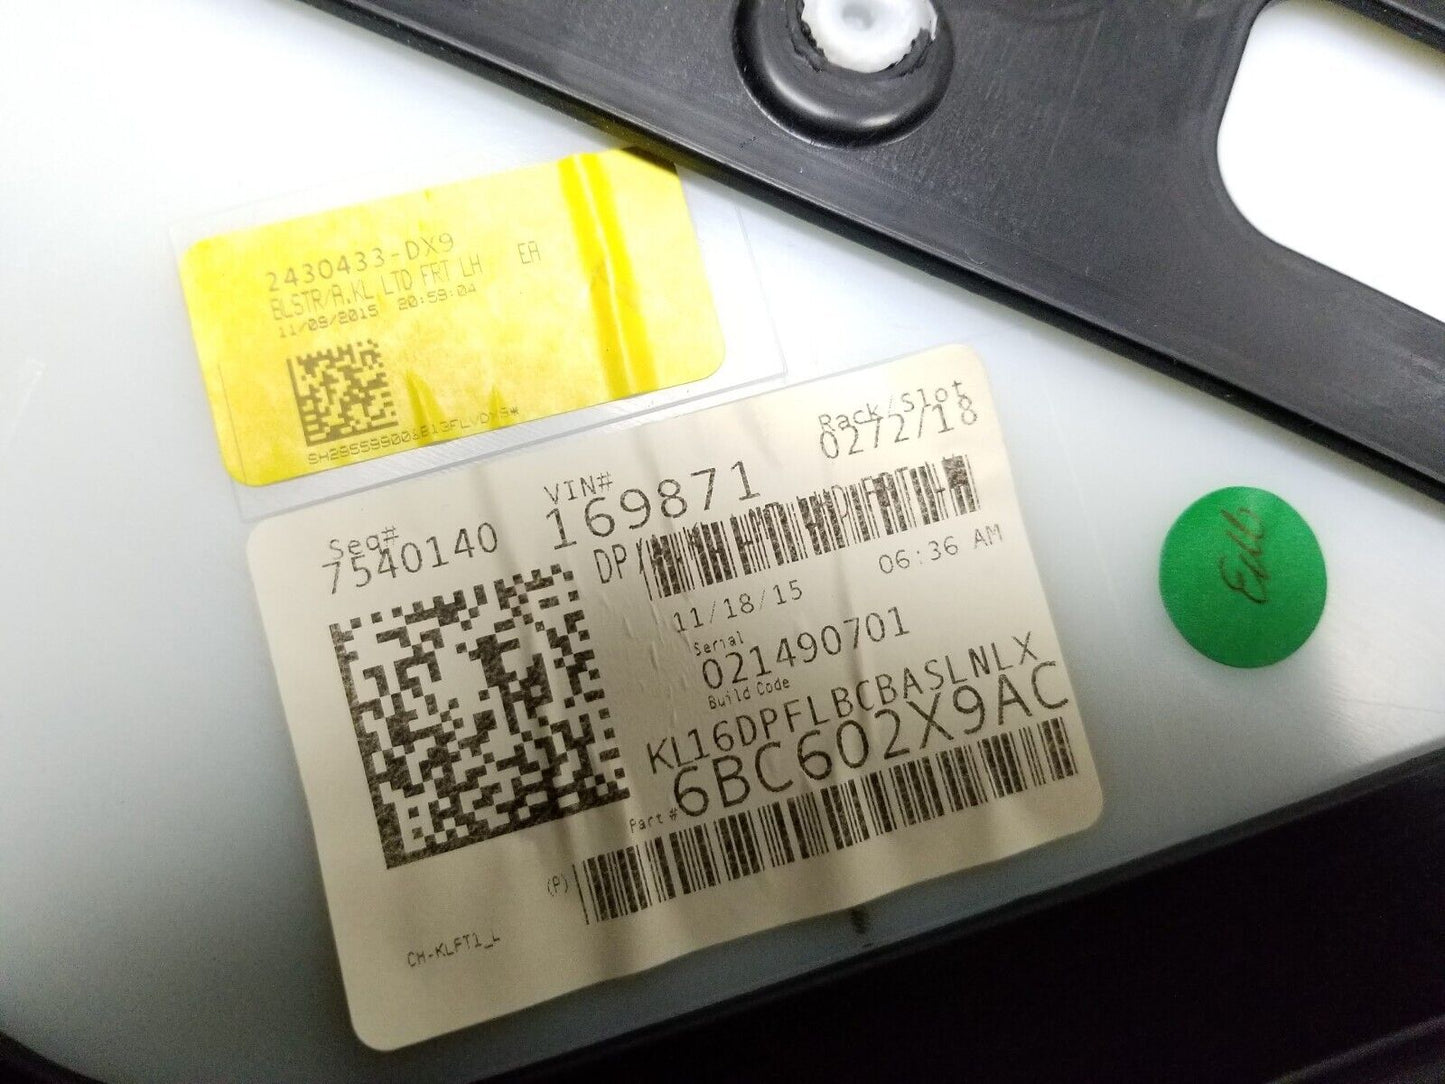 2430433-DX9 EA
BLSTR/A.KL LTD FRT LH
11/09/2015 20:59:04
Rack/Slot
0272/18
VIN#
169871
Seq#
7540140
06:36 AM
11/18/15
Serial
021490701
Build Code
KL16DPFLBCBASLNLX
Part # 6BC602X9AC
(P)
CH-KLFT1_L